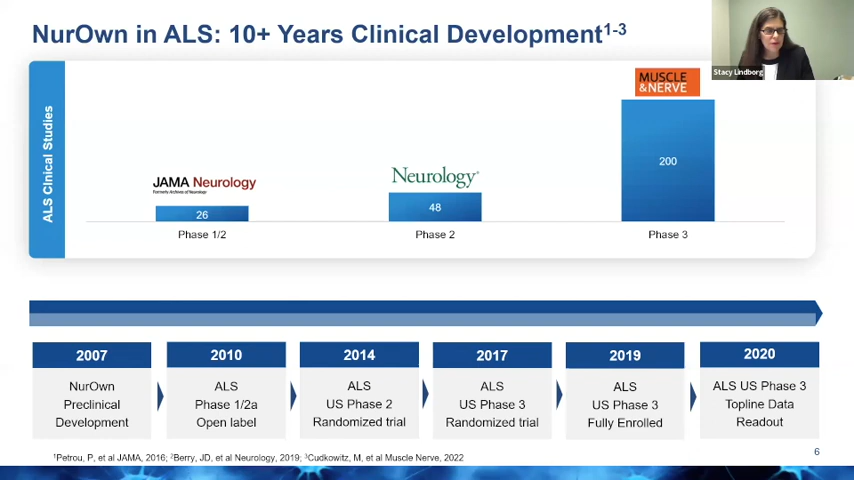 NurOwn in ALS: 10+ Years Clinical Development1-3
Stacy Lindborg
ALS Clinical Studies
MUSCLE
&NERVE
200
JAMA Neurology
Formerly Archives of Neurology
Neurology
26
48
Phase 1/2
Phase 2
Phase 3
2007
NurOwn
Preclinical
Development
2010
ALS
Phase 1/2a
Open label
2014
ALS
US Phase 2
Randomized trial
2017
ALS
US Phase 3
Randomized trial
2019
ALS
US Phase 3
Fully Enrolled
2020
ALS US Phase 3
Topline Data
Readout
6
1Petrou, P, et al JAMA, 2016; 2Berry, JD, et al Neurology, 2019; 3Cudkowitz, M, et al Muscle Nerve, 2022